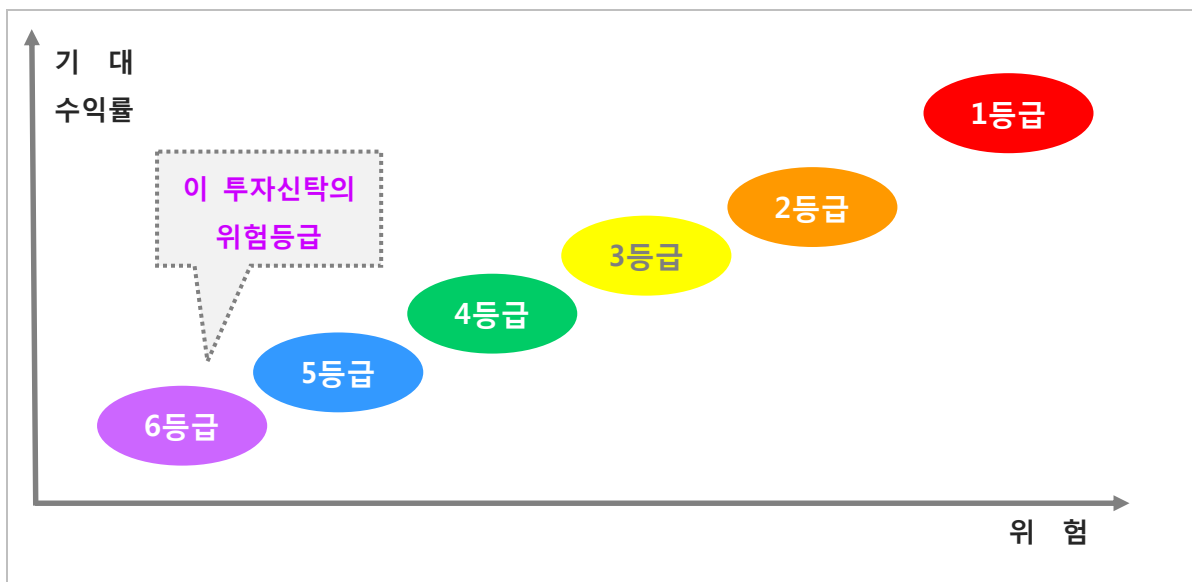 기 대
수익률
1등급
이 투자신탁의
위험등급
2등급
3등급
4등급
5등급
6등급
위 험